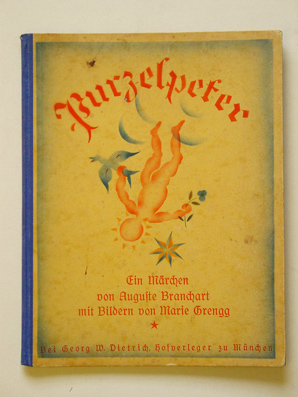 Purzelpeter
Ein Märchen
von Auguste Branchart
mit Bildern von Marie Grengg
Bei Georg W. Dietrich, Hofverleger zu München